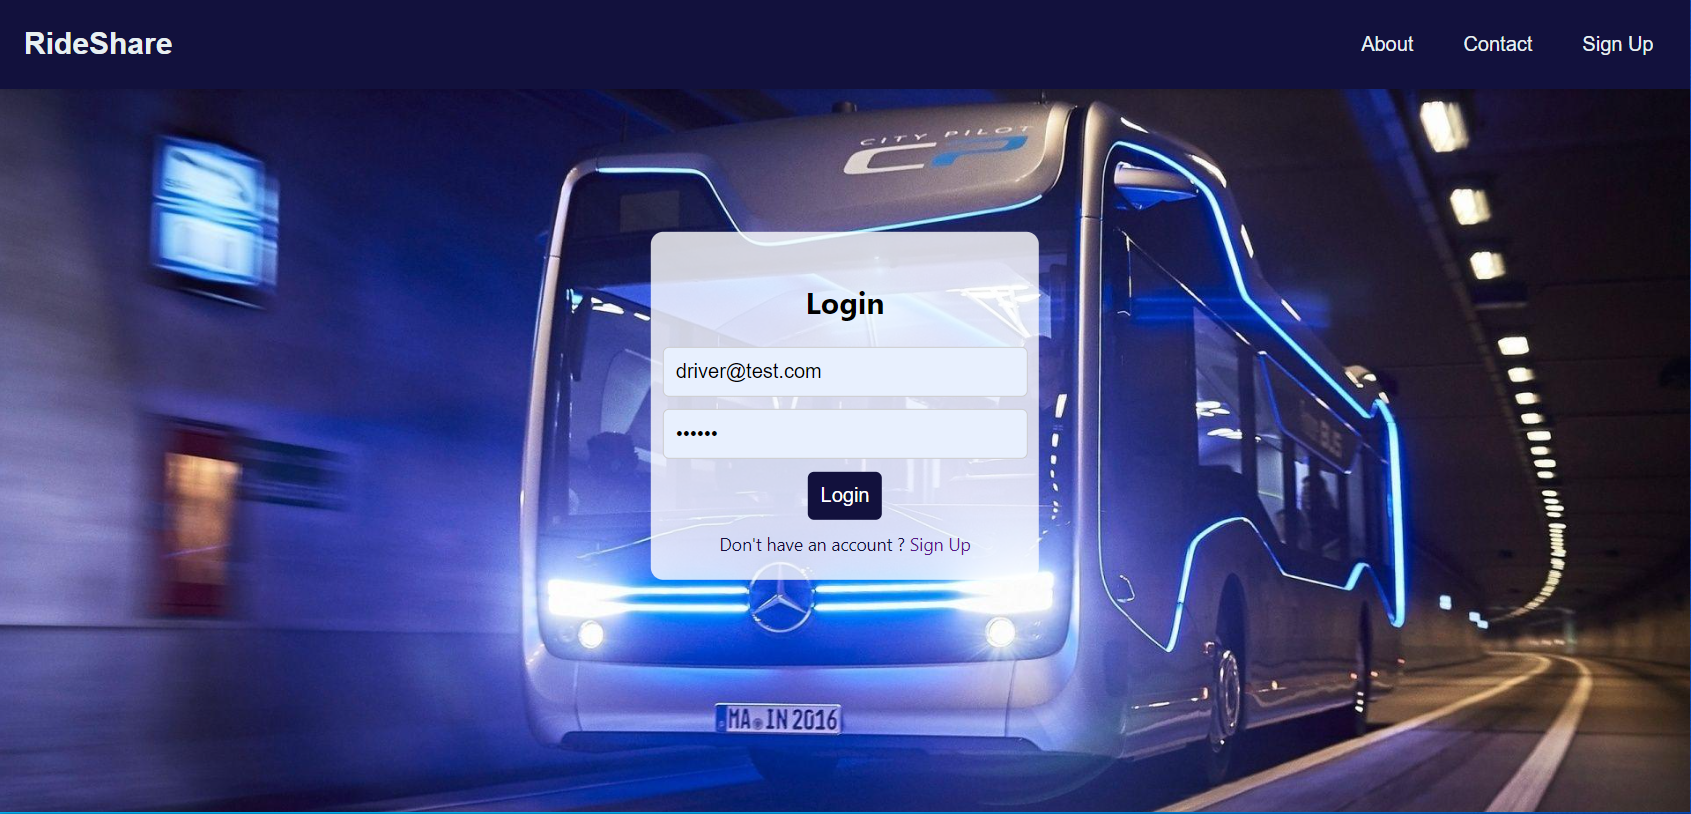 RideShare
About
Contact
Sign Up
CITY PILOT
CP
Login
driver@test.com
••••••
Login
Don't have an account ? Sign Up
BUS
MA IN 2016